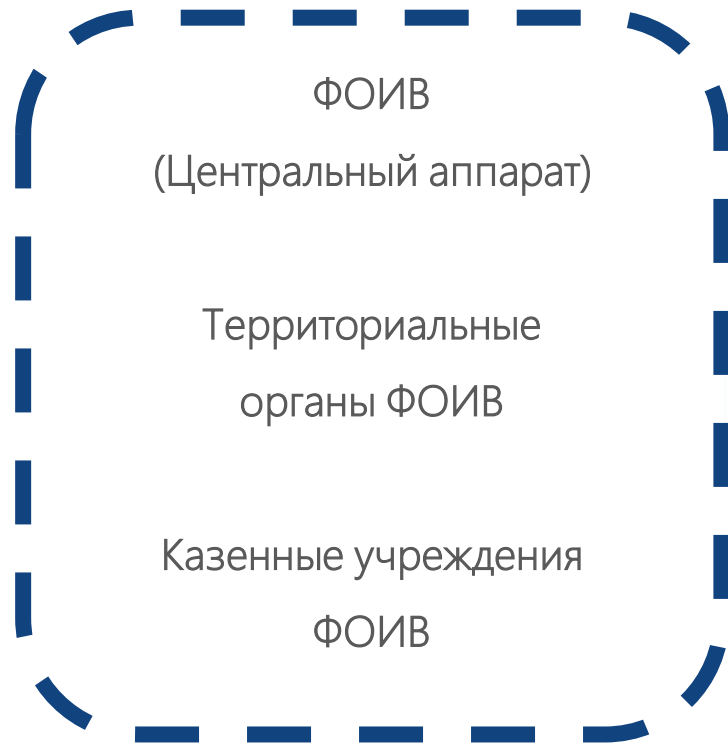 ФОИВ
(Центральный аппарат)
Территориальные
органы ФОИВ
Казенные учреждения
ФОИВ